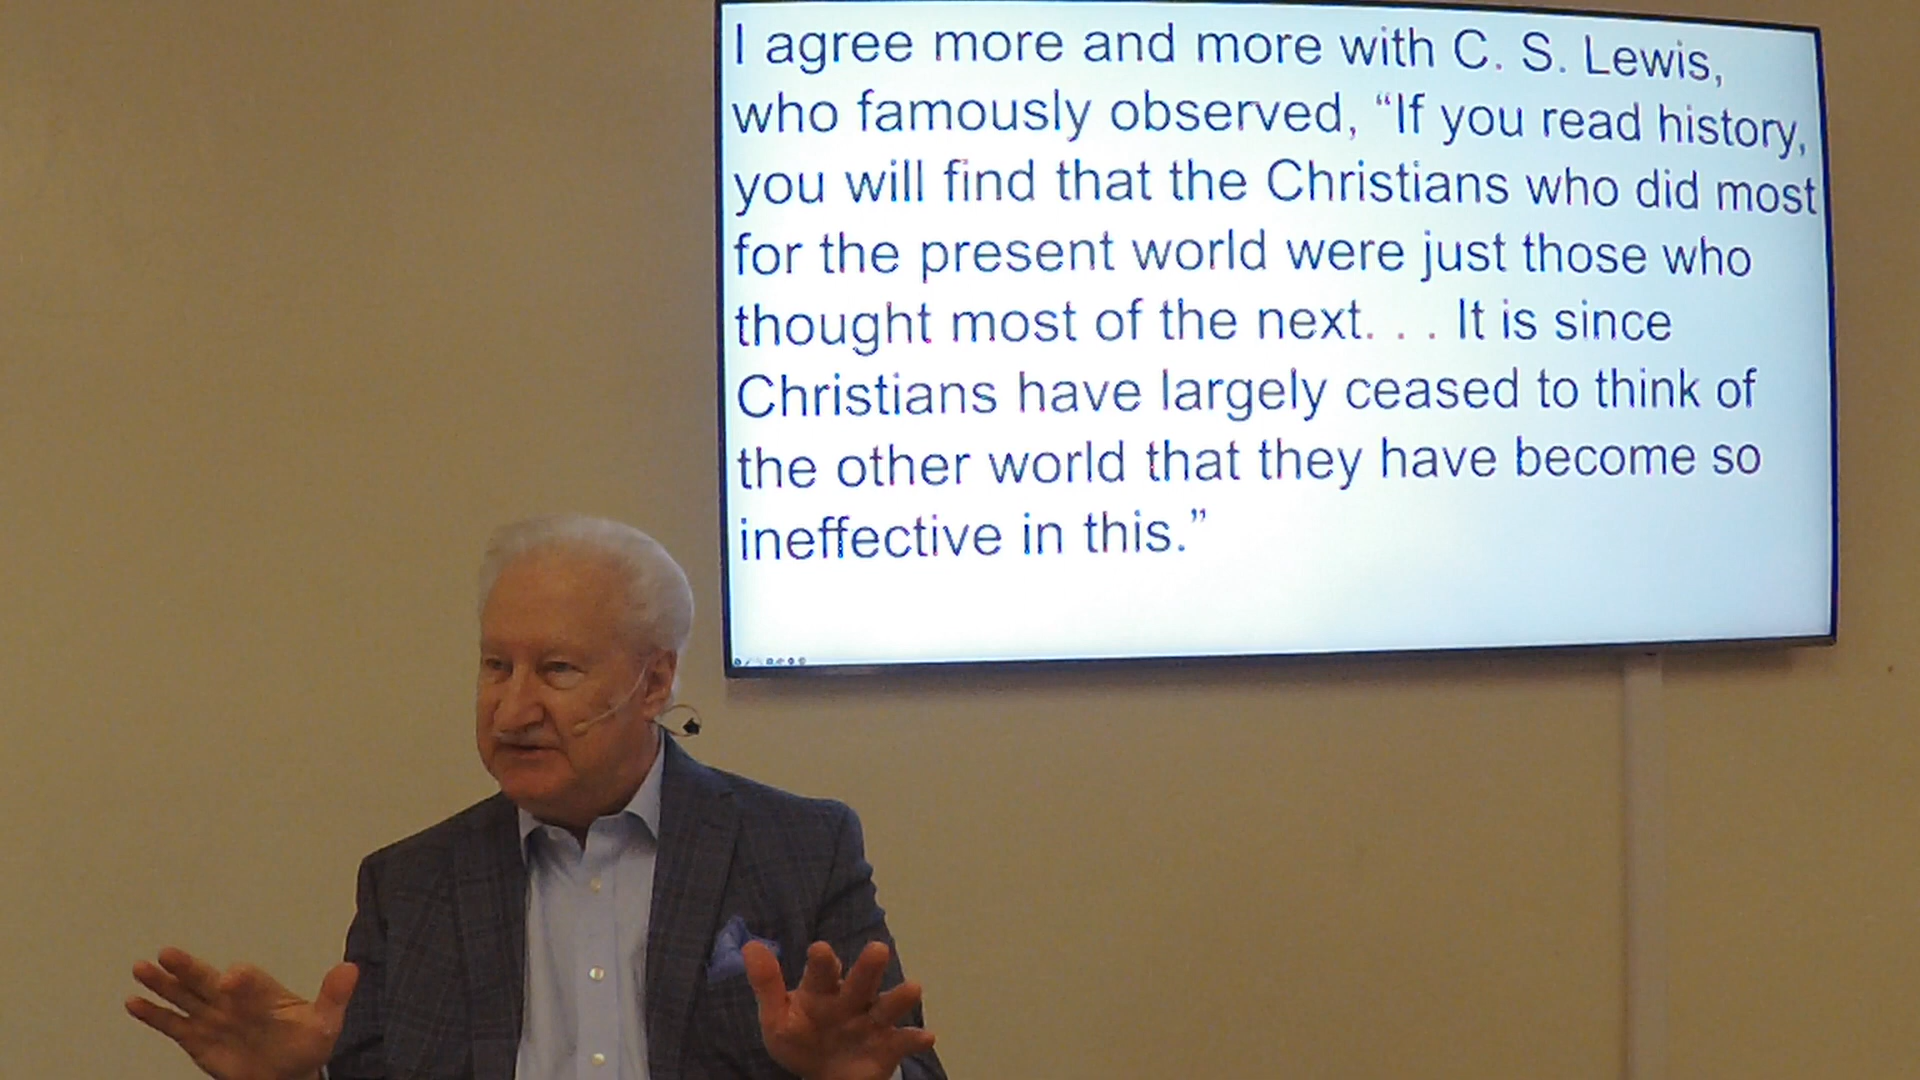 I agree more and more with C. S. Lewis,
who famously observed, “If you read history,
you will find that the Christians who did most
for the present world were just those who
thought most of the next. . . It is since
Christians have largely ceased to think of
the other world that they have become so
ineffective in this.”